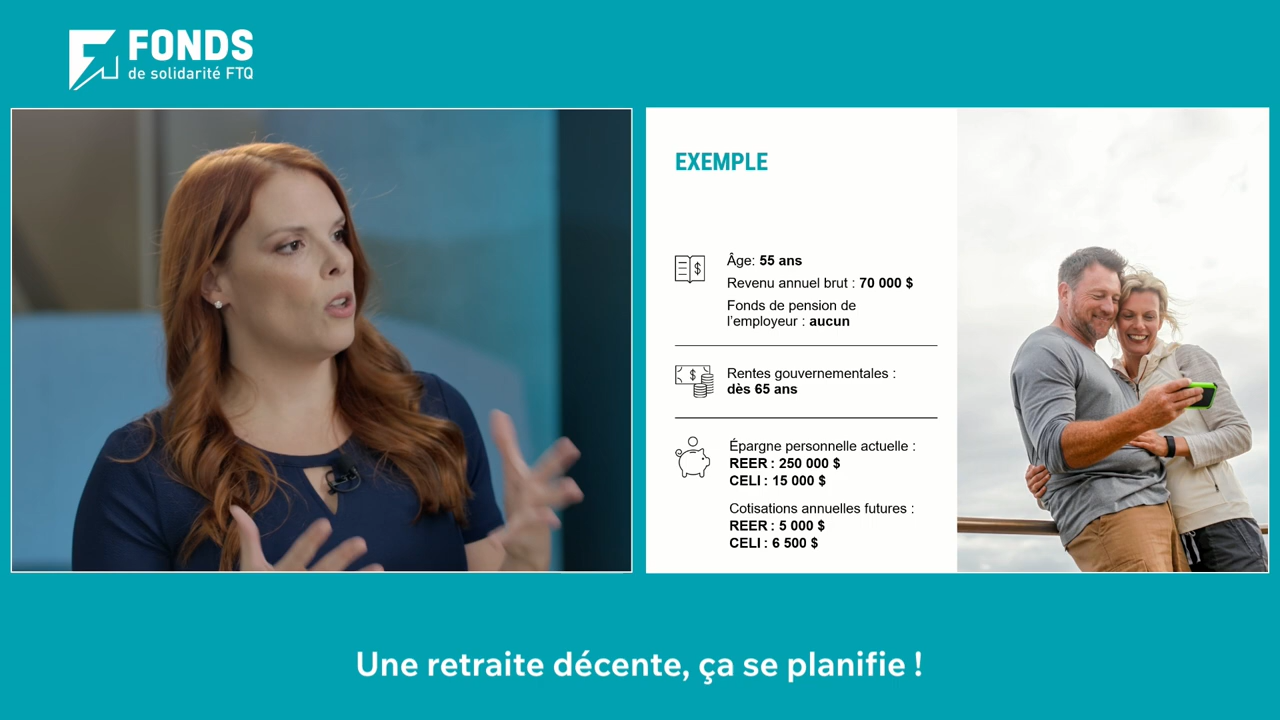 FONDS
de solidarité FTQ
EXEMPLE
Âge: 55 ans
Revenu annuel brut : 70 000 $
Fonds de pension de
l'employeur : aucun
Rentes gouvernementales :
dès 65 ans
Épargne personnelle actuelle :
REER : 250 000 $
CELI : 15 000 $
Cotisations annuelles futures :
REER : 5 000 $
CELI : 6 500 $
Une retraite décente, ça se planifie !